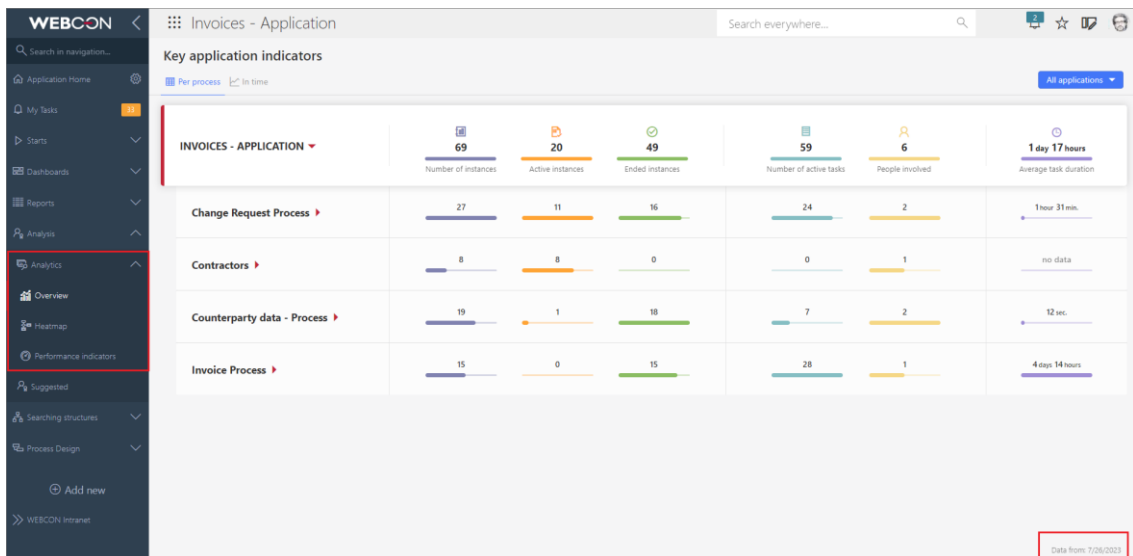 WEBCON
Invoices - Application
Search everywhere...
2
Search in navigation...
Application Home
My Tasks
11
Starts
Dashboards
Reports
Analysis
Analytics
Overview
Heatmap
Performance indicators
Suggested
Searching structures
Process Design
Add new
WEBCON Intranet
Key application indicators
Per process In time
All applications
INVOICES - APPLICATION
69 20 49 59 6 1 day 17 hours
Number of instances Active instances Ended instances Number of active tasks People involved Average task duration
Change Request Process 27 11 16 24 2 1 hour 31 min.
Contractors 8 8 0 0 1 no data
Counterparty data - Process 19 1 18 7 2 12 sec.
Invoice Process 15 0 15 28 1 4 days 14 hours
Data from: 7/26/2023